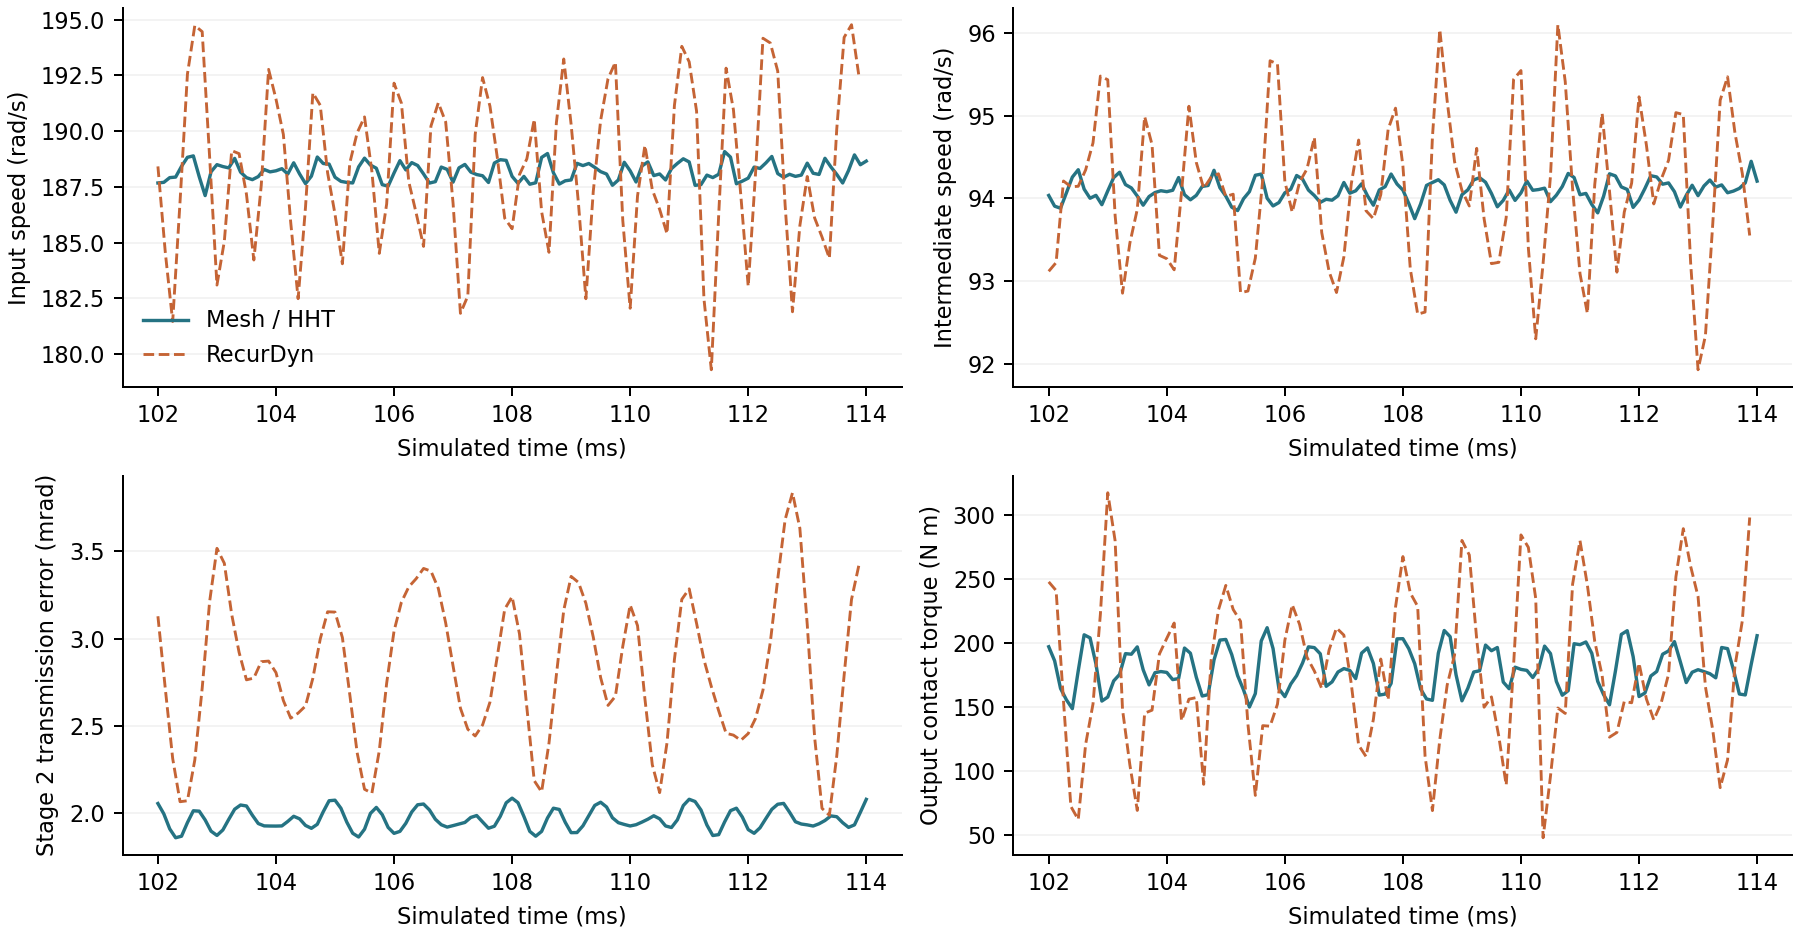 Input speed (rad/s)
195.0
192.5
190.0
187.5
185.0
182.5
180.0
Mesh / HHT
RecurDyn
102 104 106 108 110 112 114
Simulated time (ms)
Intermediate speed (rad/s)
96
95
94
93
92
102 104 106 108 110 112 114
Simulated time (ms)
Stage 2 transmission error (mrad)
3.5
3.0
2.5
2.0
102 104 106 108 110 112 114
Simulated time (ms)
Output contact torque (N m)
300
250
200
150
100
50
102 104 106 108 110 112 114
Simulated time (ms)